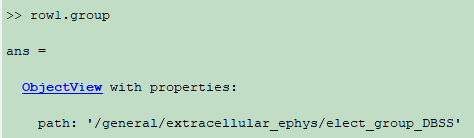 >> row1.group
ans =
ObjectView with properties:
path: '/general/extracellular_ephys/elect_group_DBSS'